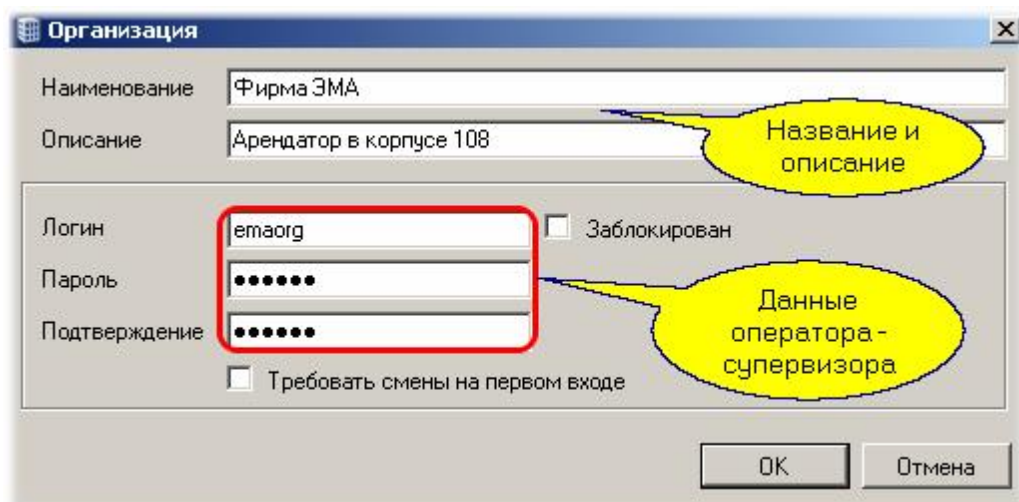 Организация
Наименование
Фирма ЭМА
Описание
Арендатор в корпусе 108
Название и
описание
Логин
emaorg
Заблокирован
Пароль
●●●●●●
Подтверждение
●●●●●●
Данные
оператора-
супервизора
Требовать смены на первом входе
OK
Отмена